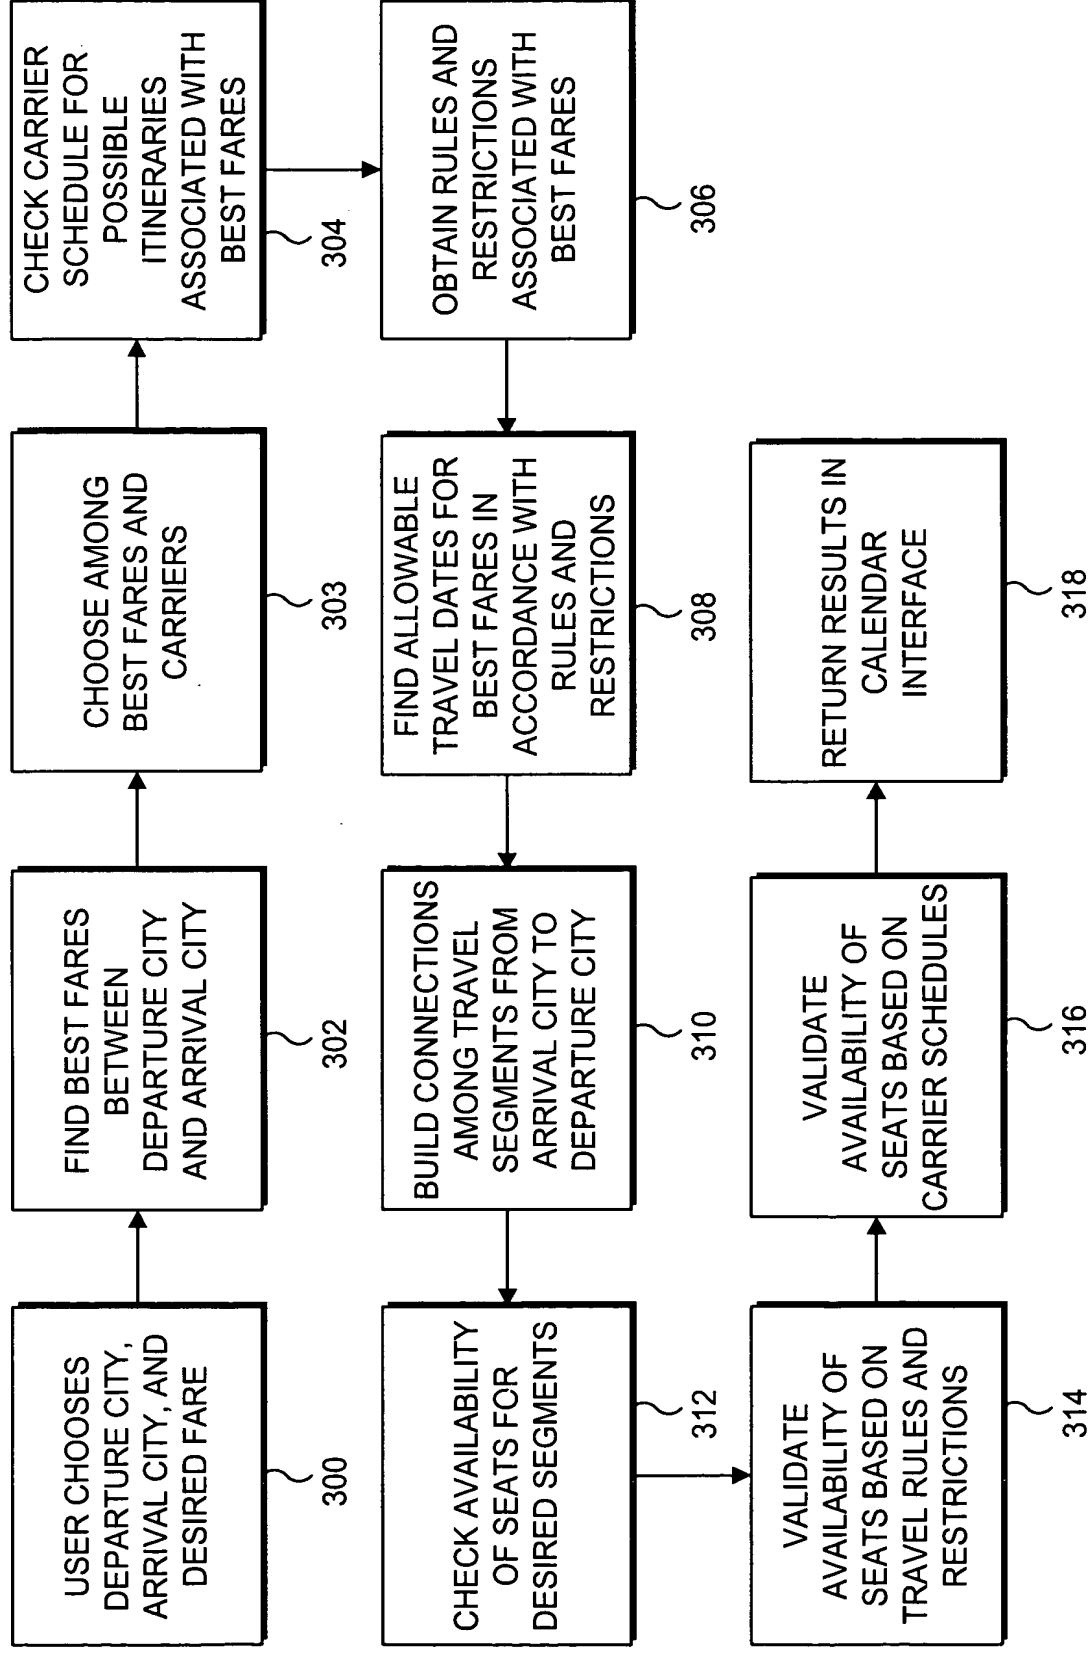 USER CHOOSES
DEPARTURE CITY,
ARRIVAL CITY, AND
DESIRED FARE
300
FIND BEST FARES
BETWEEN
DEPARTURE CITY
AND ARRIVAL CITY
302
CHOOSE AMONG
BEST FARES AND
CARRIERS
303
CHECK CARRIER
SCHEDULE FOR
POSSIBLE
ITINERARIES
ASSOCIATED WITH
BEST FARES
304
OBTAIN RULES AND
RESTRICTIONS
ASSOCIATED WITH
BEST FARES
306
FIND ALLOWABLE
TRAVEL DATES FOR
BEST FARES IN
ACCORDANCE WITH
RULES AND
RESTRICTIONS
308
BUILD CONNECTIONS
AMONG TRAVEL
SEGMENTS FROM
ARRIVAL CITY TO
DEPARTURE CITY
310
CHECK AVAILABILITY
OF SEATS FOR
DESIRED SEGMENTS
312
VALIDATE
AVAILABILITY OF
SEATS BASED ON
TRAVEL RULES AND
RESTRICTIONS
314
VALIDATE
AVAILABILITY OF
SEATS BASED ON
CARRIER SCHEDULES
316
RETURN RESULTS IN
CALENDAR
INTERFACE
318